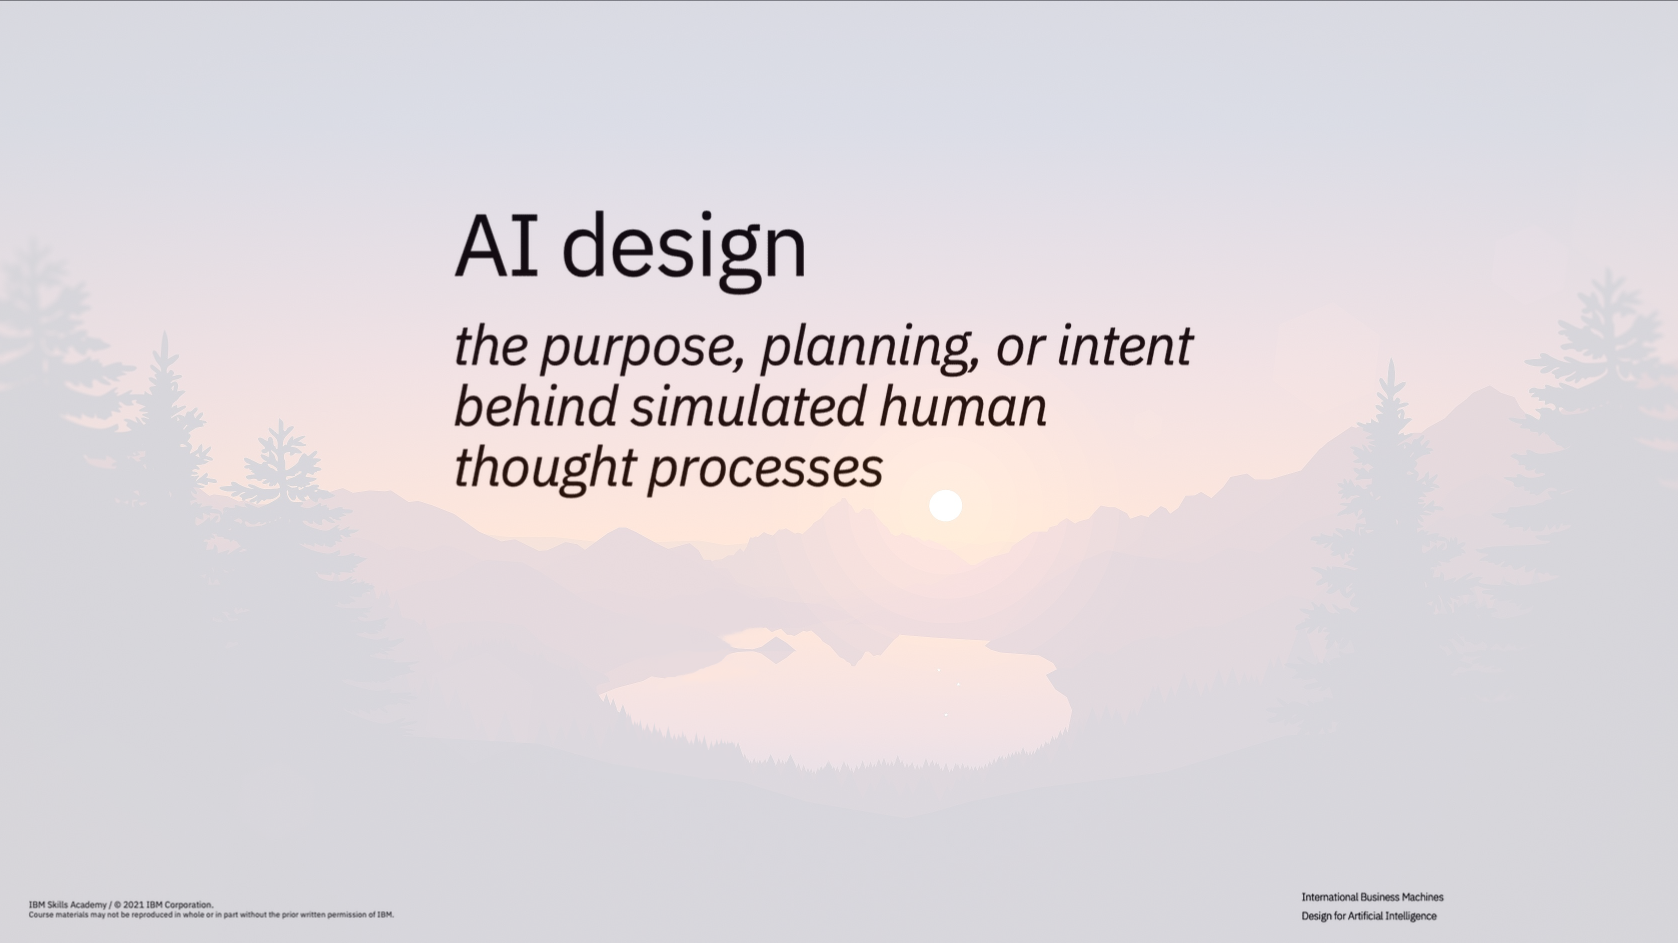 AI design
the purpose, planning, or intent
behind simulated human
thought processes
IBM Skills Academy / © 2021 IBM Corporation.
Course materials may not be reproduced in whole or in part without the prior written permission of IBM.
International Business Machines
Design for Artificial Intelligence